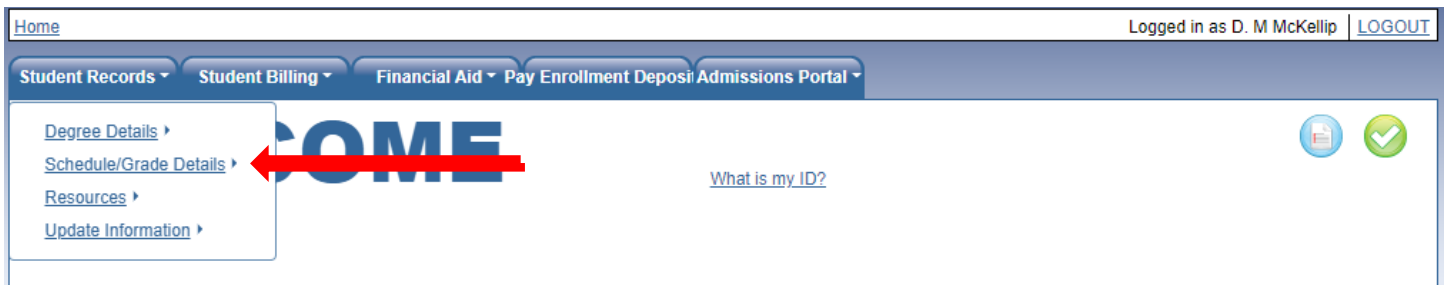 Home
Logged in as D. M McKellip LOGOUT
Student Records Student Billing Financial Aid Pay Enrollment Deposi Admissions Portal
Degree Details
Schedule/Grade Details
Resources
Update Information
COME
What is my ID?